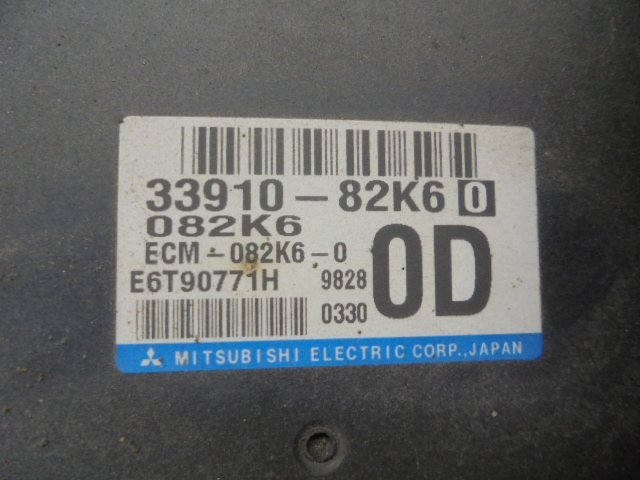 33910-82K6 0
082K6
ECM-082K6-0
E6T90771H 9828
0330
0D
MITSUBISHI ELECTRIC CORP., JAPAN